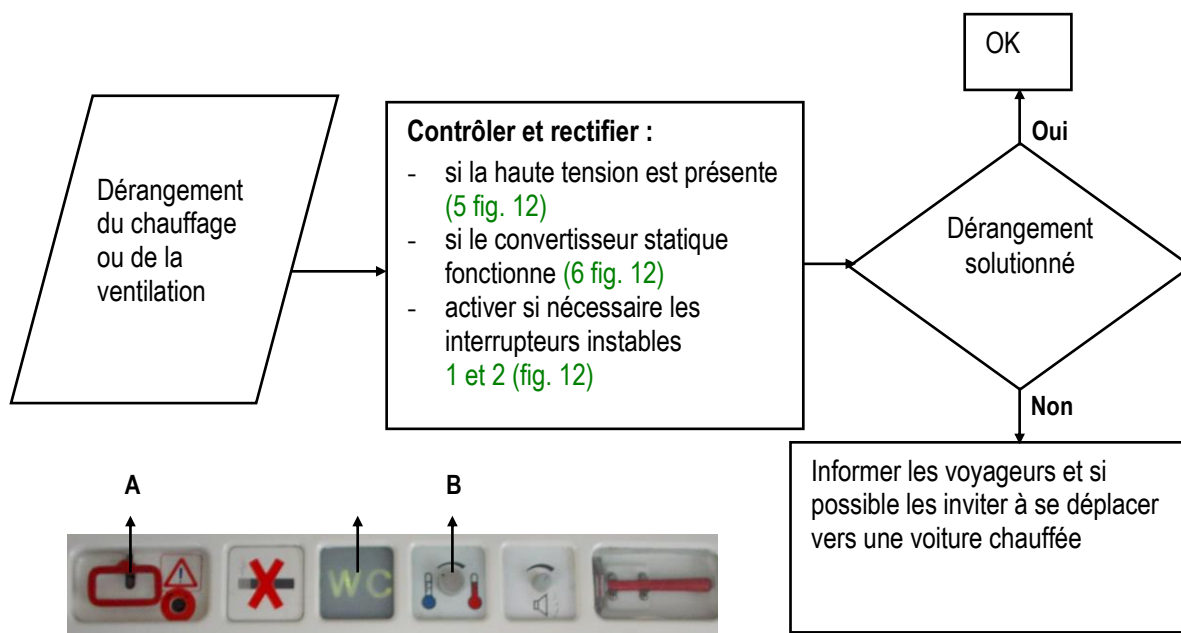 OK
Oui
Dérangement
du chauffage
ou de la
ventilation
Contrôler et rectifier :
- si la haute tension est présente
(5 fig. 12)
- si le convertisseur statique
fonctionne (6 fig. 12)
- activer si nécessaire les
interrupteurs instables
1 et 2 (fig. 12)
Dérangement
solutionné
Non
Informer les voyageurs et si
possible les inviter à se déplacer
vers une voiture chauffée
A
B
WC